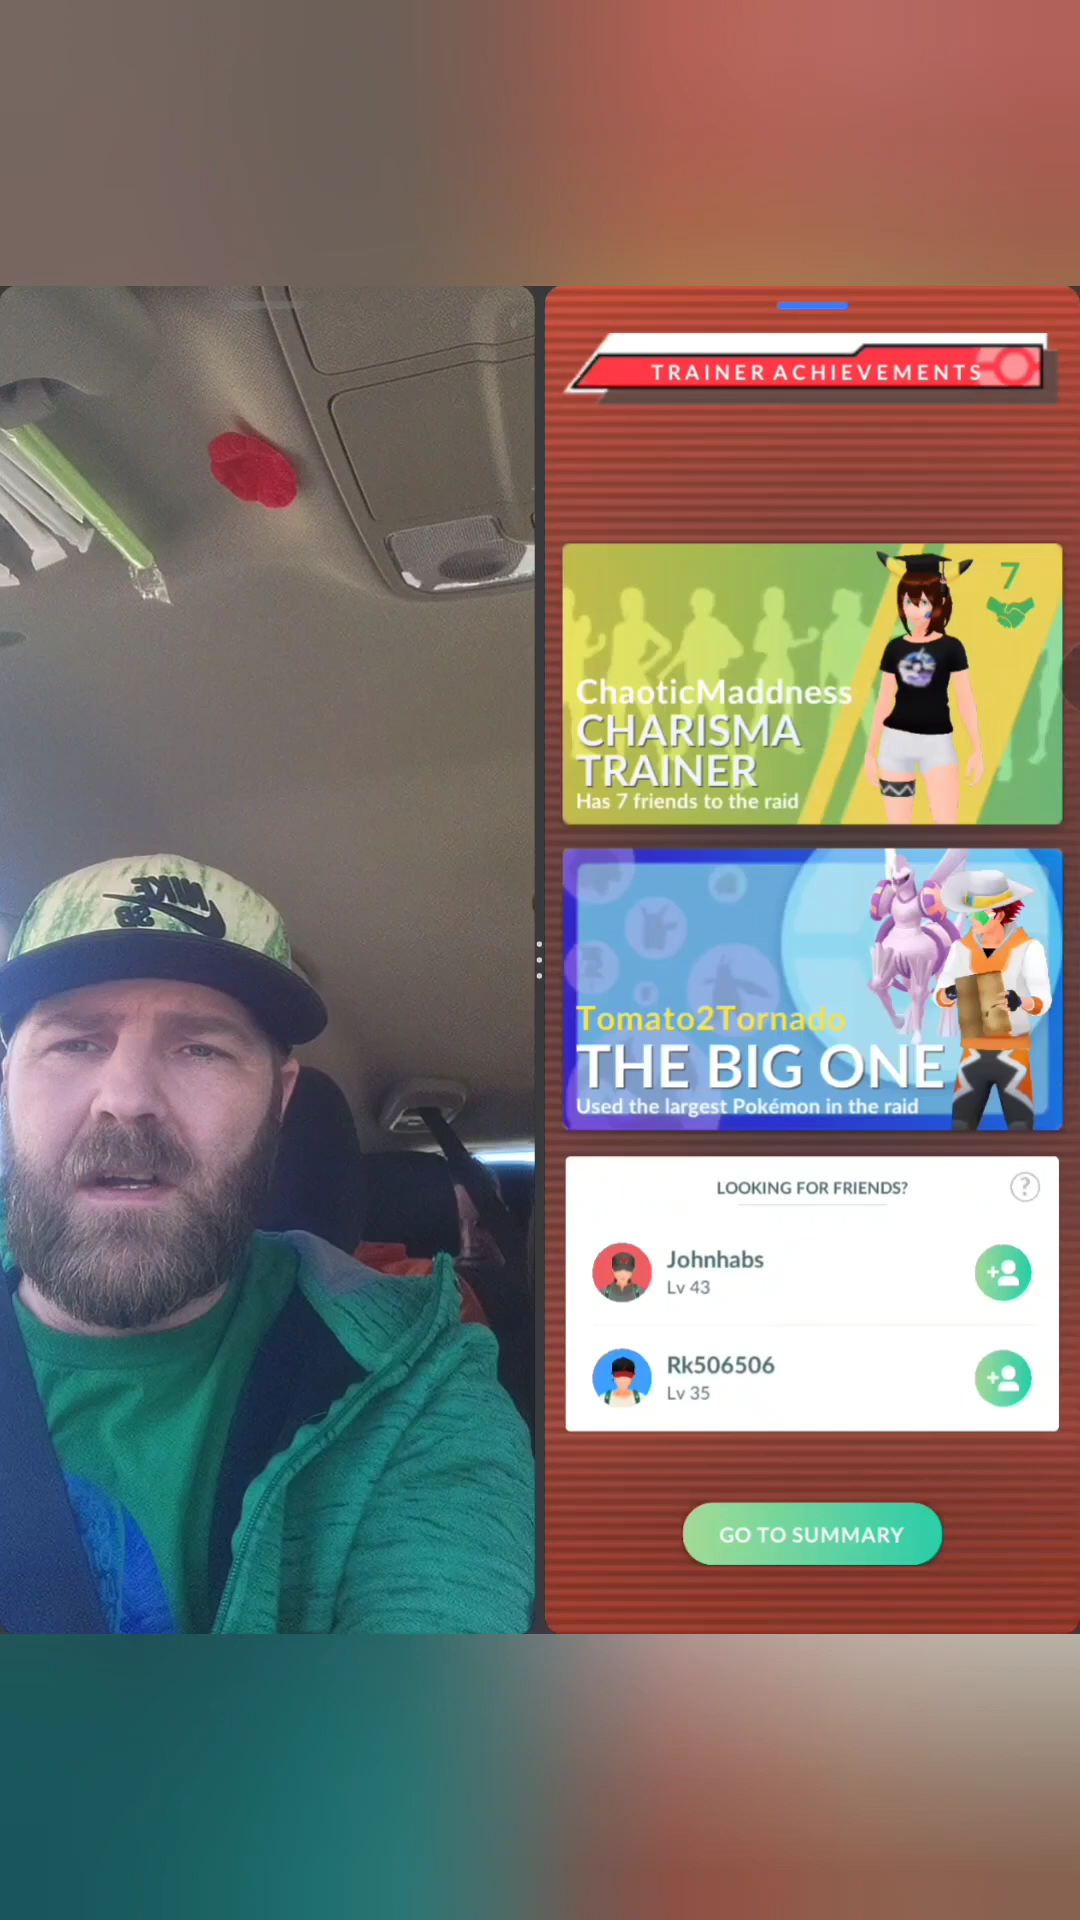 NIKE
SB
TRAINER ACHIEVEMENTS
7
ChaoticMaddness
CHARISMA
TRAINER
Has 7 friends to the raid
Tomato2Tornado
THE BIG ONE
Used the largest Pokémon in the raid
LOOKING FOR FRIENDS?
?
Johnhabs
Lv 43
Rk506506
Lv 35
GO TO SUMMARY